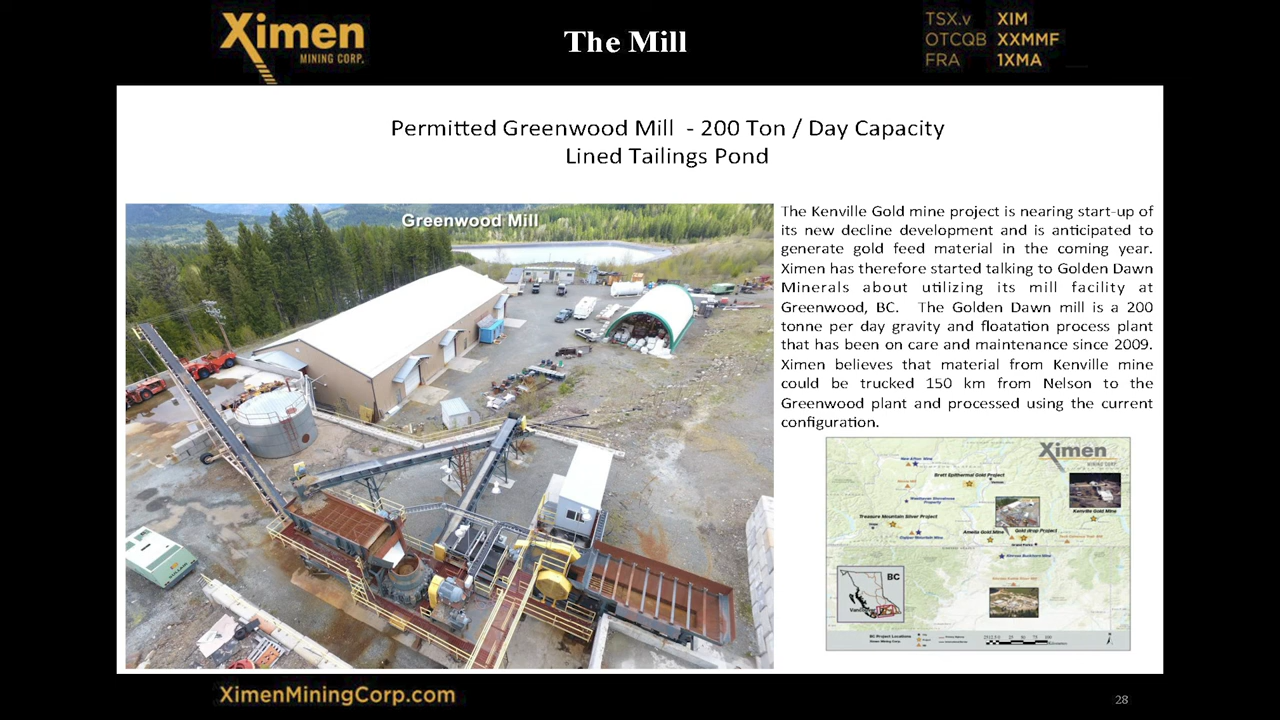 Ximen
MINING CORP.
The Mill
TSX.v XIM
OTCQB XXMMF
FRA 1XMA
Permitted Greenwood Mill - 200 Ton / Day Capacity
Lined Tailings Pond
Greenwood Mill
The Kenville Gold mine project is nearing start-up of
its new decline development and is anticipated to
generate gold feed material in the coming year.
Ximen has therefore started talking to Golden Dawn
Minerals about utilizing its mill facility at
Greenwood, BC. The Golden Dawn mill is a 200
tonne per day gravity and floatation process plant
that has been on care and maintenance since 2009.
Ximen believes that material from Kenville mine
could be trucked 150 km from Nelson to the
Greenwood plant and processed using the current
configuration.
Ximen
MINING CORP.
Brett Epithermal Gold Project
Kenville Gold Mine
Treasure Mountain Silver Project
Amelia Gold Mine
Gold drop Project
BC
Vancouver
BC Project Locations
Ximen Mining Corp.
XimenMiningCorp.com
28